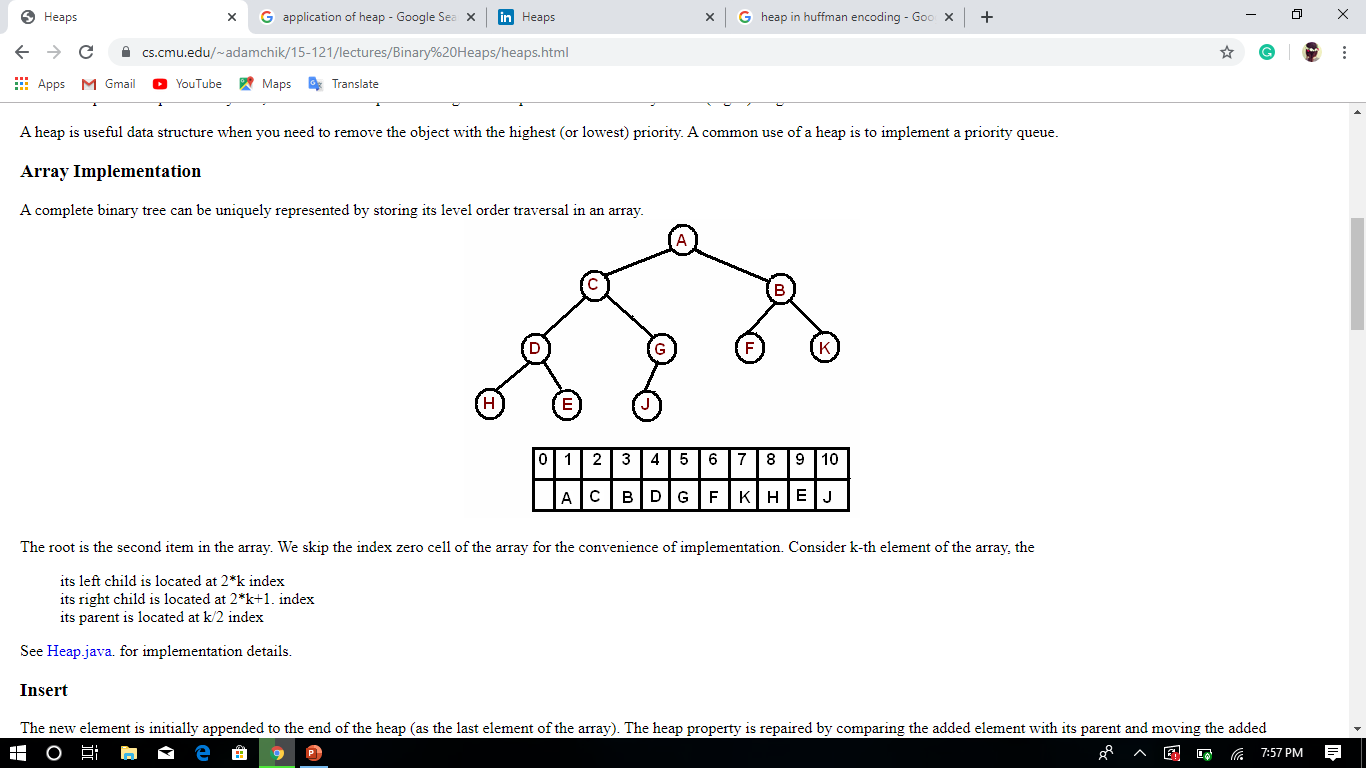 Heaps
application of heap - Google Sea
Heaps
heap in huffman encoding - Goo
cs.cmu.edu/~adamchik/15-121/lectures/Binary%20Heaps/heaps.html
Apps Gmail YouTube Maps Translate
A heap is useful data structure when you need to remove the object with the highest (or lowest) priority. A common use of a heap is to implement a priority queue.
Array Implementation
A complete binary tree can be uniquely represented by storing its level order traversal in an array.
A
C B
D G F K
H E J
0 1 2 3 4 5 6 7 8 9 10
A C B D G F K H E J
The root is the second item in the array. We skip the index zero cell of the array for the convenience of implementation. Consider k-th element of the array, the
its left child is located at 2*k index
its right child is located at 2*k+1. index
its parent is located at k/2 index
See Heap.java. for implementation details.
Insert
The new element is initially appended to the end of the heap (as the last element of the array). The heap property is repaired by comparing the added element with its parent and moving the added
7:57 PM